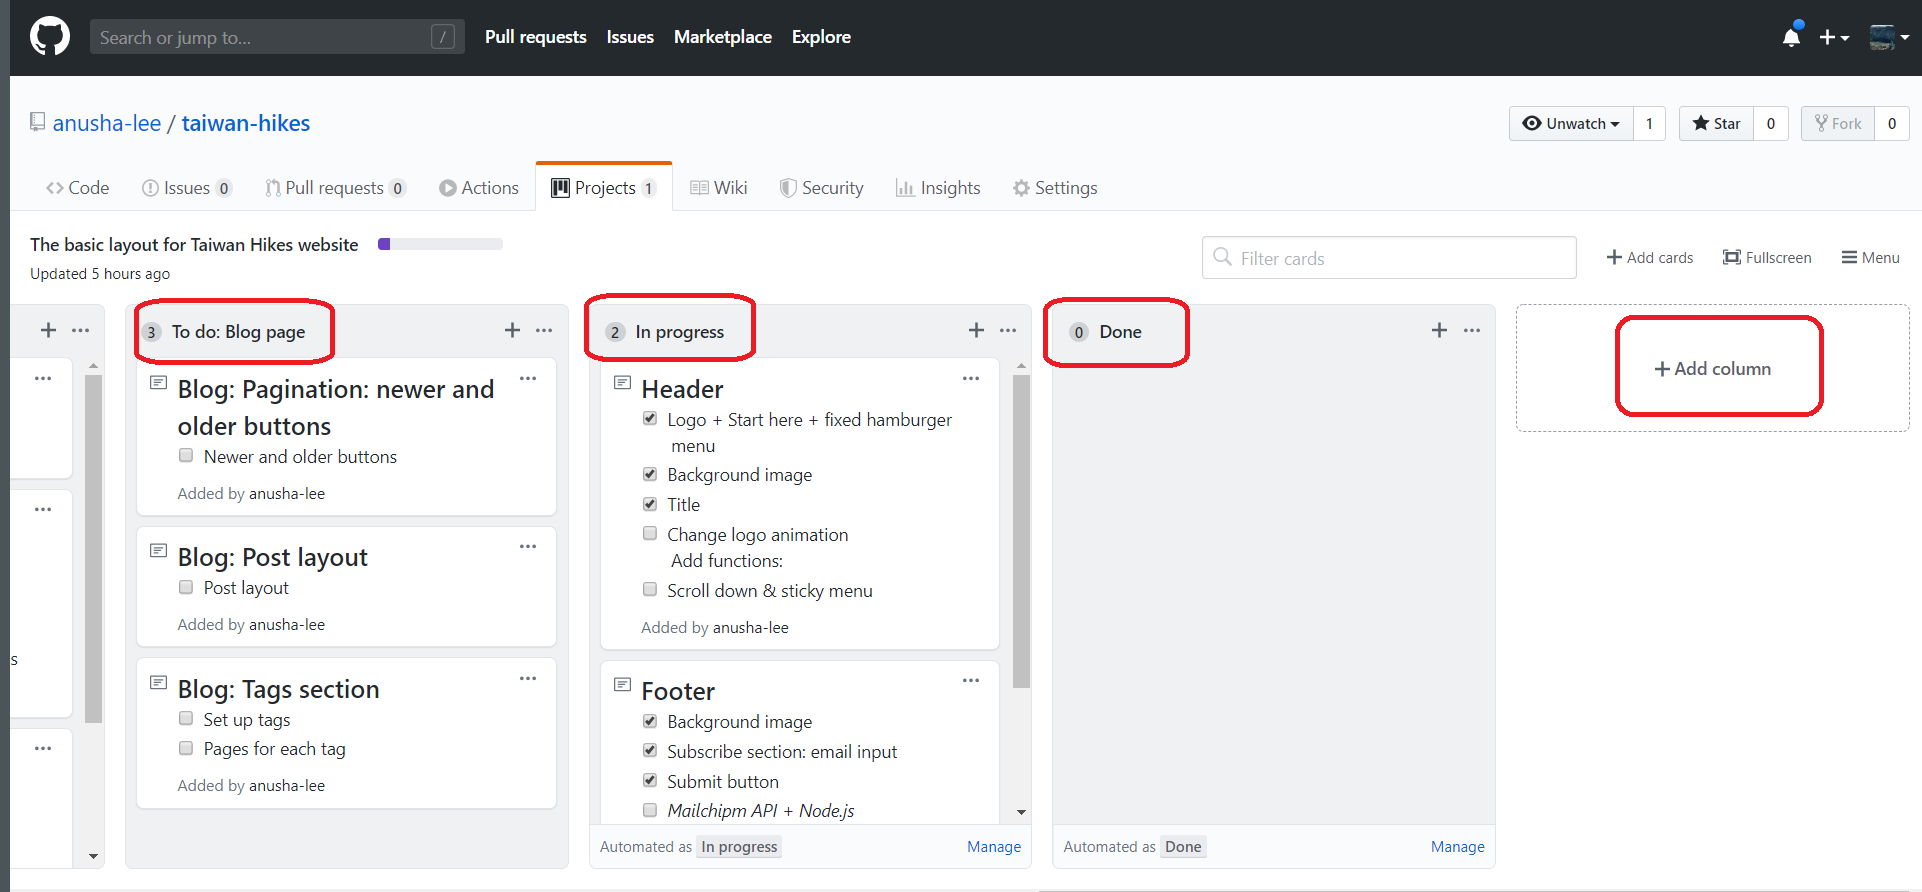 Search or jump to... /
Pull requests Issues Marketplace Explore
anusha-lee / taiwan-hikes
Unwatch 1 Star 0 Fork 0
Code Issues 0 Pull requests 0 Actions Projects 1 Wiki Security Insights Settings
The basic layout for Taiwan Hikes website
Updated 5 hours ago
Filter cards
+ Add cards Fullscreen Menu
s
3 To do: Blog page
Blog: Pagination: newer and
older buttons
Newer and older buttons
Added by anusha-lee
Blog: Post layout
Post layout
Added by anusha-lee
Blog: Tags section
Set up tags
Pages for each tag
Added by anusha-lee
2 In progress
Header
Logo + Start here + fixed hamburger
menu
Background image
Title
Change logo animation
Add functions:
Scroll down & sticky menu
Added by anusha-lee
Footer
Background image
Subscribe section: email input
Submit button
Mailchipm API + Node.js
Automated as In progress Manage
0 Done
Automated as Done Manage
+ Add column